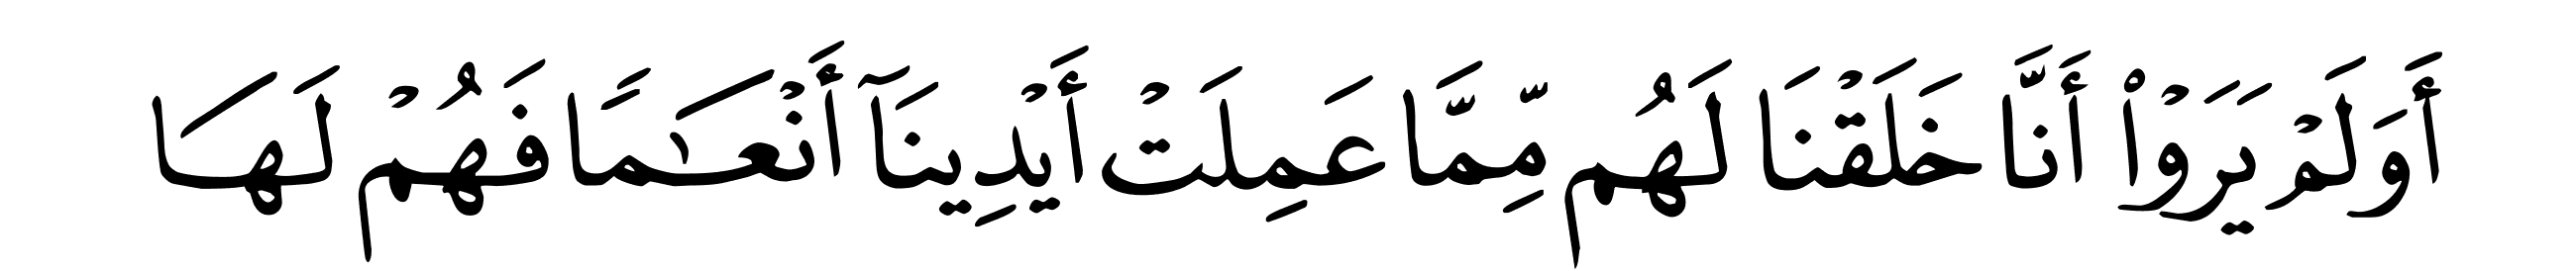 أَوَلَمْ يَرَوْا۟ أَنَّا خَلَقْنَا لَهُم مِّمَّا عَمِلَتْ أَيْدِينَآ أَنْعَـٰمًا فَهُمْ لَهَا